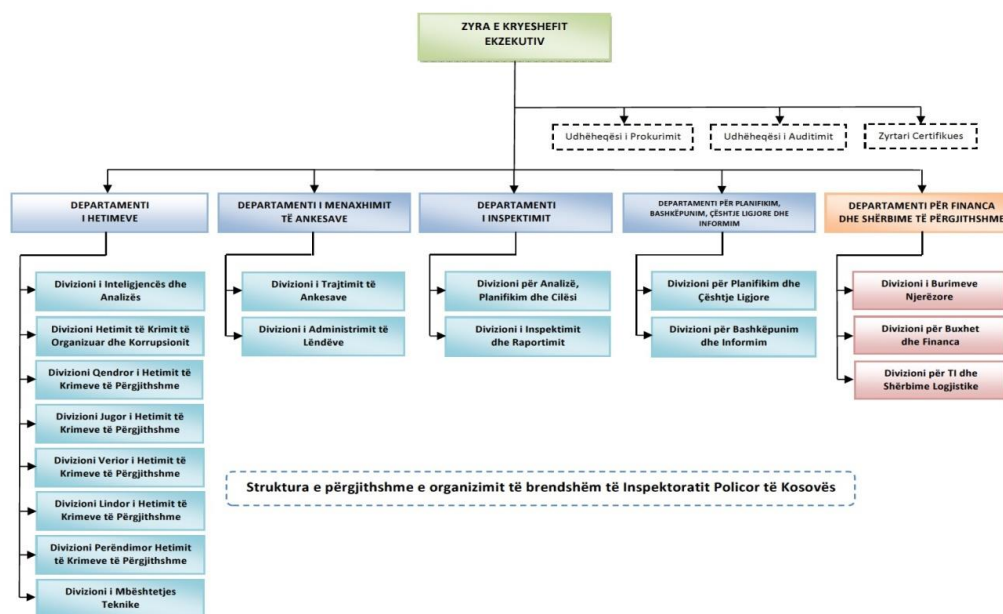 ZYRA E KRYESHEFIT
EKZEKUTIV
Udhëheqësi i Prokurimit
Udhëheqësi i Auditimit
Zyrtari Certifikues
DEPARTAMENTI
I HETIMEVE
DEPARTAMENTI I MENAXHIMIT
TË ANKESAVE
DEPARTAMENTI
I INSPEKTIMIT
DEPARTAMENTI PËR PLANIFIKIM,
BASHKËPUNIM, ÇËSHTJE LIGJORE DHE
INFORMIM
DEPARTAMENTI PËR FINANCA
DHE SHËRBIME TË PËRGJITHSHME
Divizioni i Inteligjencës dhe
Analizës
Divizioni Hetimit të Krimit të
Organizuar dhe Korrupsionit
Divizioni Qendror i Hetimit të
Krimeve të Përgjithshme
Divizioni Jugor i Hetimit të
Krimeve të Përgjithshme
Divizioni Verior i Hetimit të
Krimeve të Përgjithshme
Divizioni Lindor i Hetimit të
Krimeve të Përgjithshme
Divizioni Perëndimor Hetimit
të Krimeve të Përgjithshme
Divizioni i Mbështetjes
Teknike
Divizioni i Trajtimit të
Ankesave
Divizioni i Administrimit të
Lëndëve
Divizioni për Analizë,
Planifikim dhe Cilësi
Divizioni i Inspektimit
dhe Raportimit
Divizioni për Planifikim dhe
Çështje Ligjore
Divizioni për Bashkëpunim
dhe Informim
Divizioni i Burimeve
Njerëzore
Divizioni për Buxhet
dhe Financa
Divizioni për TI dhe
Shërbime Logjistike
Struktura e përgjithshme e organizimit të brendshëm të Inspektoratit Policor të Kosovës